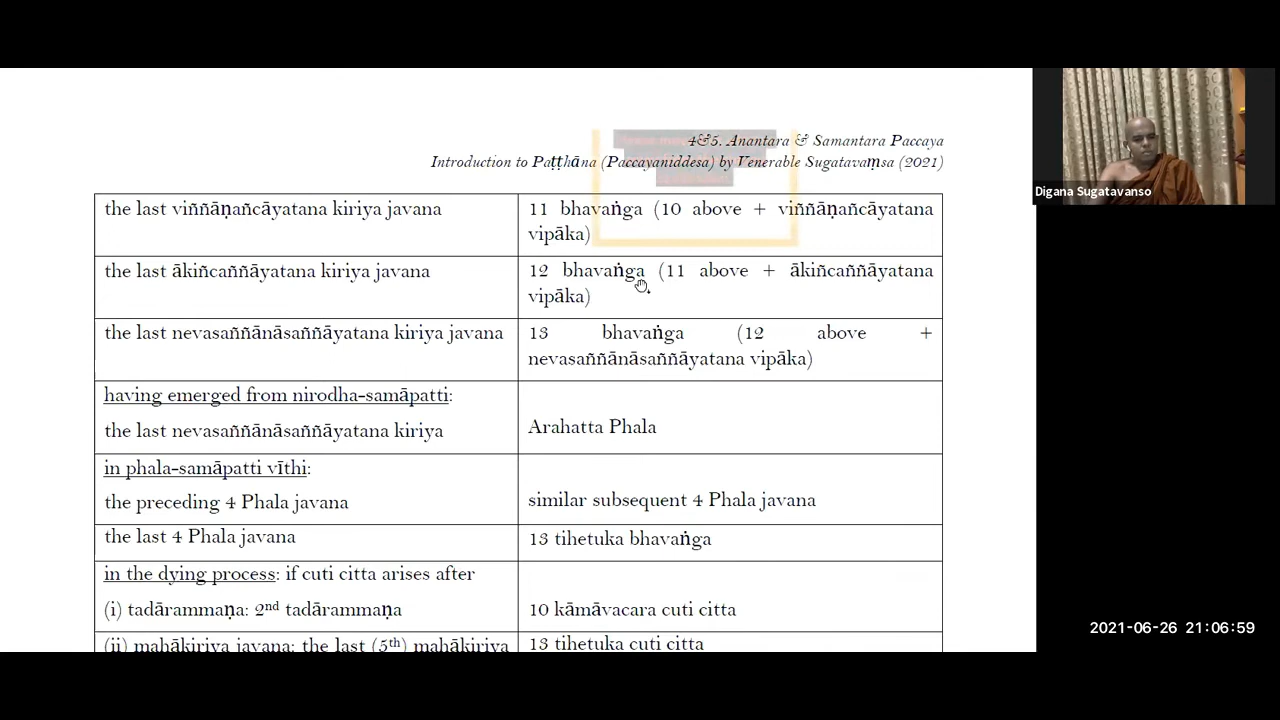 4&5. Anantara & Samantara Paccaya
Introduction to Paṭṭhāna (Paccayaniddesa) by Venerable Sugatavaṃsa (2021)
Digana Sugatavanso
the last viññāṇañcāyatana kiriya javana
11 bhavaṅga (10 above + viññāṇañcāyatana
vipāka)
the last ākiñcaññāyatana kiriya javana
12 bhavaṅga (11 above + ākiñcaññāyatana
vipāka)
the last nevasaññānāsaññāyatana kiriya javana
13 bhavaṅga (12 above +
nevasaññānāsaññāyatana vipāka)
having emerged from nirodha-samāpatti:
the last nevasaññānāsaññāyatana kiriya
Arahatta Phala
in phala-samāpatti vīthi:
the preceding 4 Phala javana
similar subsequent 4 Phala javana
the last 4 Phala javana
13 tihetuka bhavaṅga
in the dying process: if cuti citta arises after
(i) tadārammaṇa: 2nd tadārammaṇa
10 kāmāvacara cuti citta
(ii) mahākiriya javana: the last (5th) mahākiriya
13 tihetuka cuti citta
2021-06-26 21:06:59